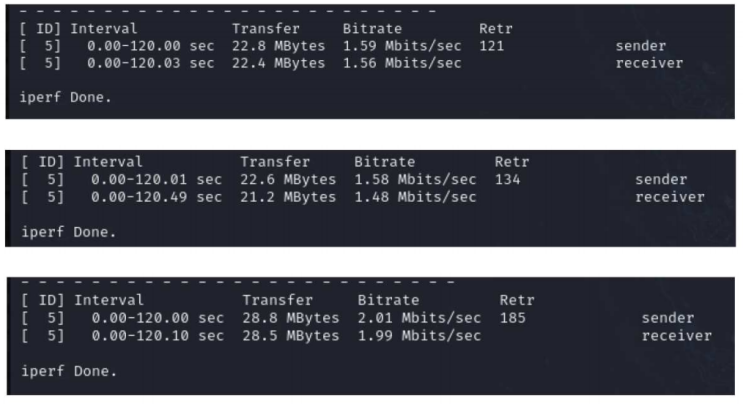 - - - - - - - - - - - - - - - - - - - - - - - - -
[ ID] Interval           Transfer     Bitrate         Retr
[  5]   0.00-120.00 sec  22.8 MBytes  1.59 Mbits/sec  121             sender
[  5]   0.00-120.03 sec  22.4 MBytes  1.56 Mbits/sec                  receiver
iperf Done.
[ ID] Interval           Transfer     Bitrate         Retr
[  5]   0.00-120.01 sec  22.6 MBytes  1.58 Mbits/sec  134             sender
[  5]   0.00-120.49 sec  21.2 MBytes  1.48 Mbits/sec                  receiver
iperf Done.
- - - - - - - - - - - - - - - - - - - - - - - - -
[ ID] Interval           Transfer     Bitrate         Retr
[  5]   0.00-120.00 sec  28.8 MBytes  2.01 Mbits/sec  185             sender
[  5]   0.00-120.10 sec  28.5 MBytes  1.99 Mbits/sec                  receiver
iperf Done.